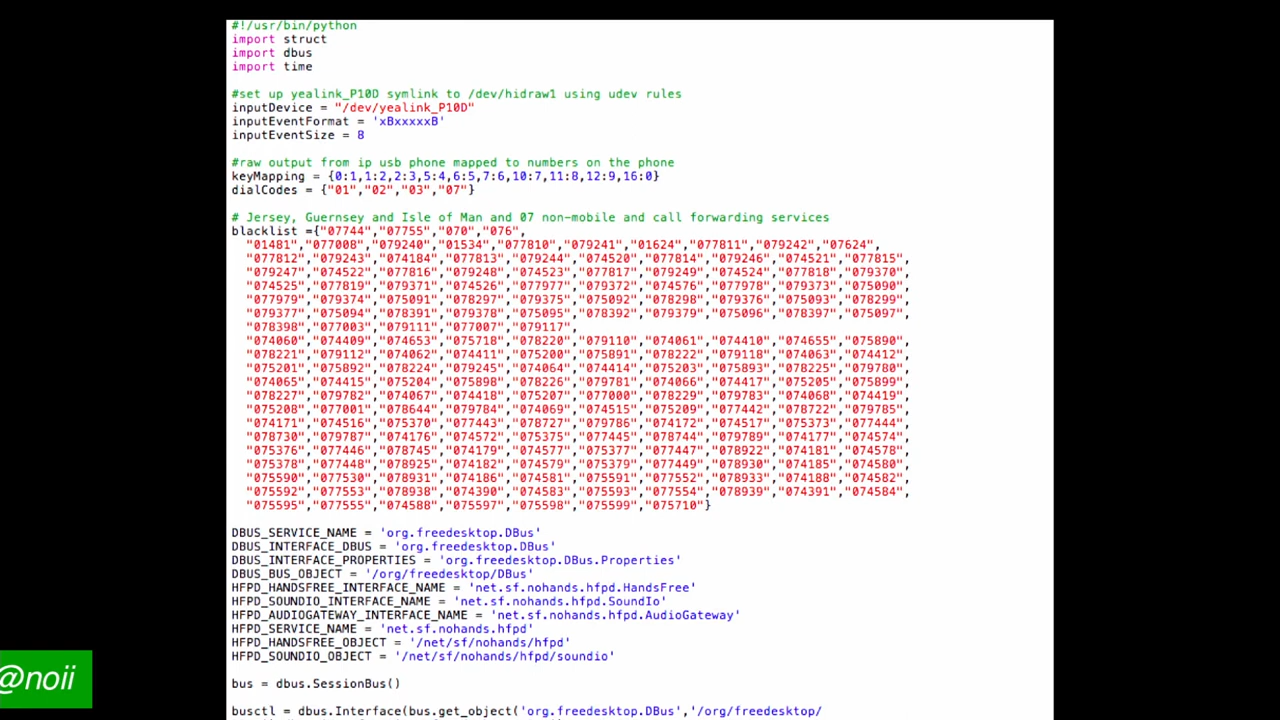 #!/usr/bin/python
import struct
import dbus
import time
#set up yealink_P10D symlink to /dev/hidraw1 using udev rules
inputDevice = "/dev/yealink_P10D"
inputEventFormat = 'xBxxxxxB'
inputEventSize = 8
#raw output from ip usb phone mapped to numbers on the phone
keyMapping = {0:1,1:2,2:3,5:4,6:5,7:6,10:7,11:8,12:9,16:0}
dialCodes = {"01","02","03","07"}
# Jersey, Guernsey and Isle of Man and 07 non-mobile and call forwarding services
blacklist ={"07744","07755","070","076",
"01481","077008","079240","01534","077810","079241","01624","077811","079242","07624",
"077812","079243","074184","077813","079244","074520","077814","079246","074521","077815",
"079247","074522","077816","079248","074523","077817","079249","074524","077818","079370",
"074525","077819","079371","074526","077977","079372","074576","077978","079373","075090",
"077979","079374","075091","078297","079375","075092","078298","079376","075093","078299",
"079377","075094","078391","079378","075095","078392","079379","075096","078397","075097",
"078398","077003","079111","077007","079117",
"074060","074409","074653","075718","078220","079110","074061","074410","074655","075890",
"078221","079112","074062","074411","075200","075891","078222","079118","074063","074412",
"075201","075892","078224","079245","074064","074414","075203","075893","078225","079780",
"074065","074415","075204","075898","078226","079781","074066","074417","075205","075899",
"078227","079782","074067","074418","075207","077000","078229","079783","074068","074419",
"075208","077001","078644","079784","074069","074515","075209","077442","078722","079785",
"074171","074516","075370","077443","078727","079786","074172","074517","075373","077444",
"078730","079787","074176","074572","075375","077445","078744","079789","074177","074574",
"075376","077446","078745","074179","074577","075377","077447","078922","074181","074578",
"075378","077448","078925","074182","074579","075379","077449","078930","074185","074580",
"075590","077530","078931","074186","074581","075591","077552","078933","074188","074582",
"075592","077553","078938","074390","074583","075593","077554","078939","074391","074584",
"075595","077555","074588","075597","075598","075599","075710"}
DBUS_SERVICE_NAME = 'org.freedesktop.DBus'
DBUS_INTERFACE_DBUS = 'org.freedesktop.DBus'
DBUS_INTERFACE_PROPERTIES = 'org.freedesktop.DBus.Properties'
DBUS_BUS_OBJECT = '/org/freedesktop/DBus'
HFPD_HANDSFREE_INTERFACE_NAME = 'net.sf.nohands.hfpd.HandsFree'
HFPD_SOUNDIO_INTERFACE_NAME = 'net.sf.nohands.hfpd.SoundIo'
HFPD_AUDIOGATEWAY_INTERFACE_NAME = 'net.sf.nohands.hfpd.AudioGateway'
HFPD_SERVICE_NAME = 'net.sf.nohands.hfpd'
HFPD_HANDSFREE_OBJECT = '/net/sf/nohands/hfpd'
HFPD_SOUNDIO_OBJECT = '/net/sf/nohands/hfpd/soundio'
@noii
bus = dbus.SessionBus()
busctl = dbus.Interface(bus.get_object('org.freedesktop.DBus','/org/freedesktop/